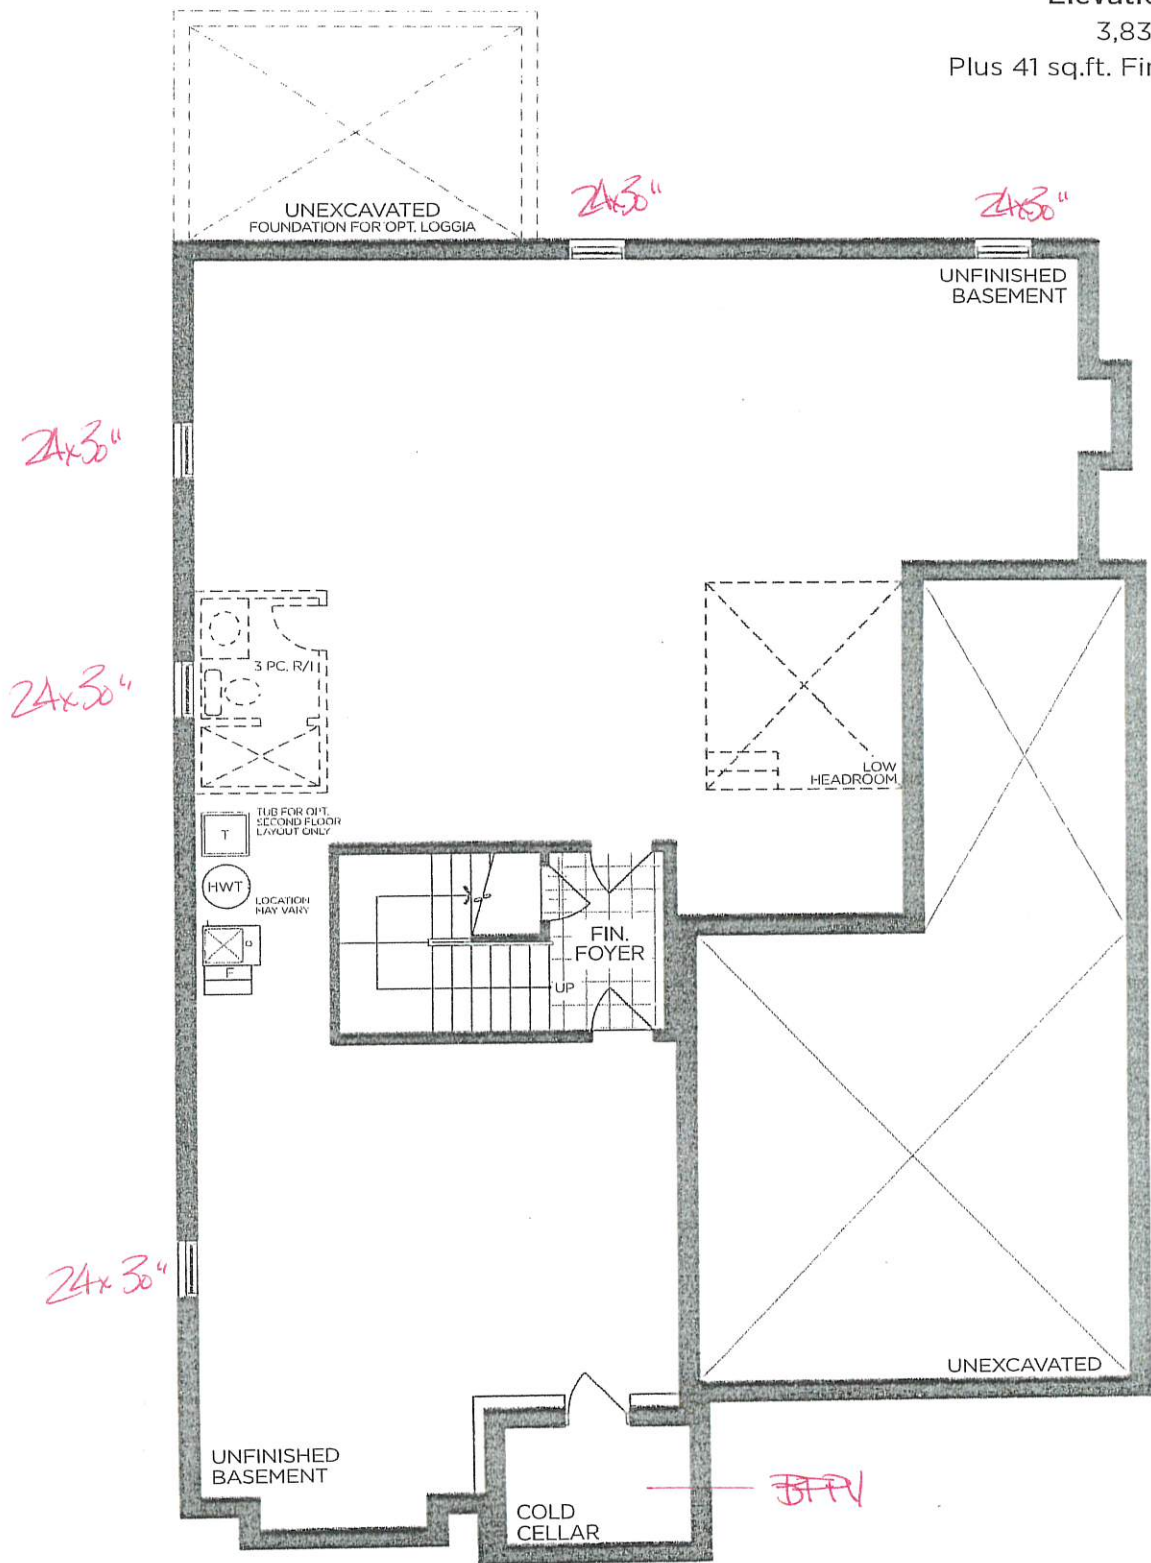 3,83
Plus 41 sq.ft. Fin
24x30"
24x30"
UNEXCAVATED
FOUNDATION FOR OPT. LOGGIA
UNFINISHED
BASEMENT
24x30"
3 PC. R/I
24x30"
LOW
HEADROOM
TUB FOR OPT.
SECOND FLOOR
LAYOUT ONLY
T
HWT
LOCATION
MAY VARY
FIN.
FOYER
F
UP
24x30"
UNEXCAVATED
UNFINISHED
BASEMENT
COLD
CELLAR